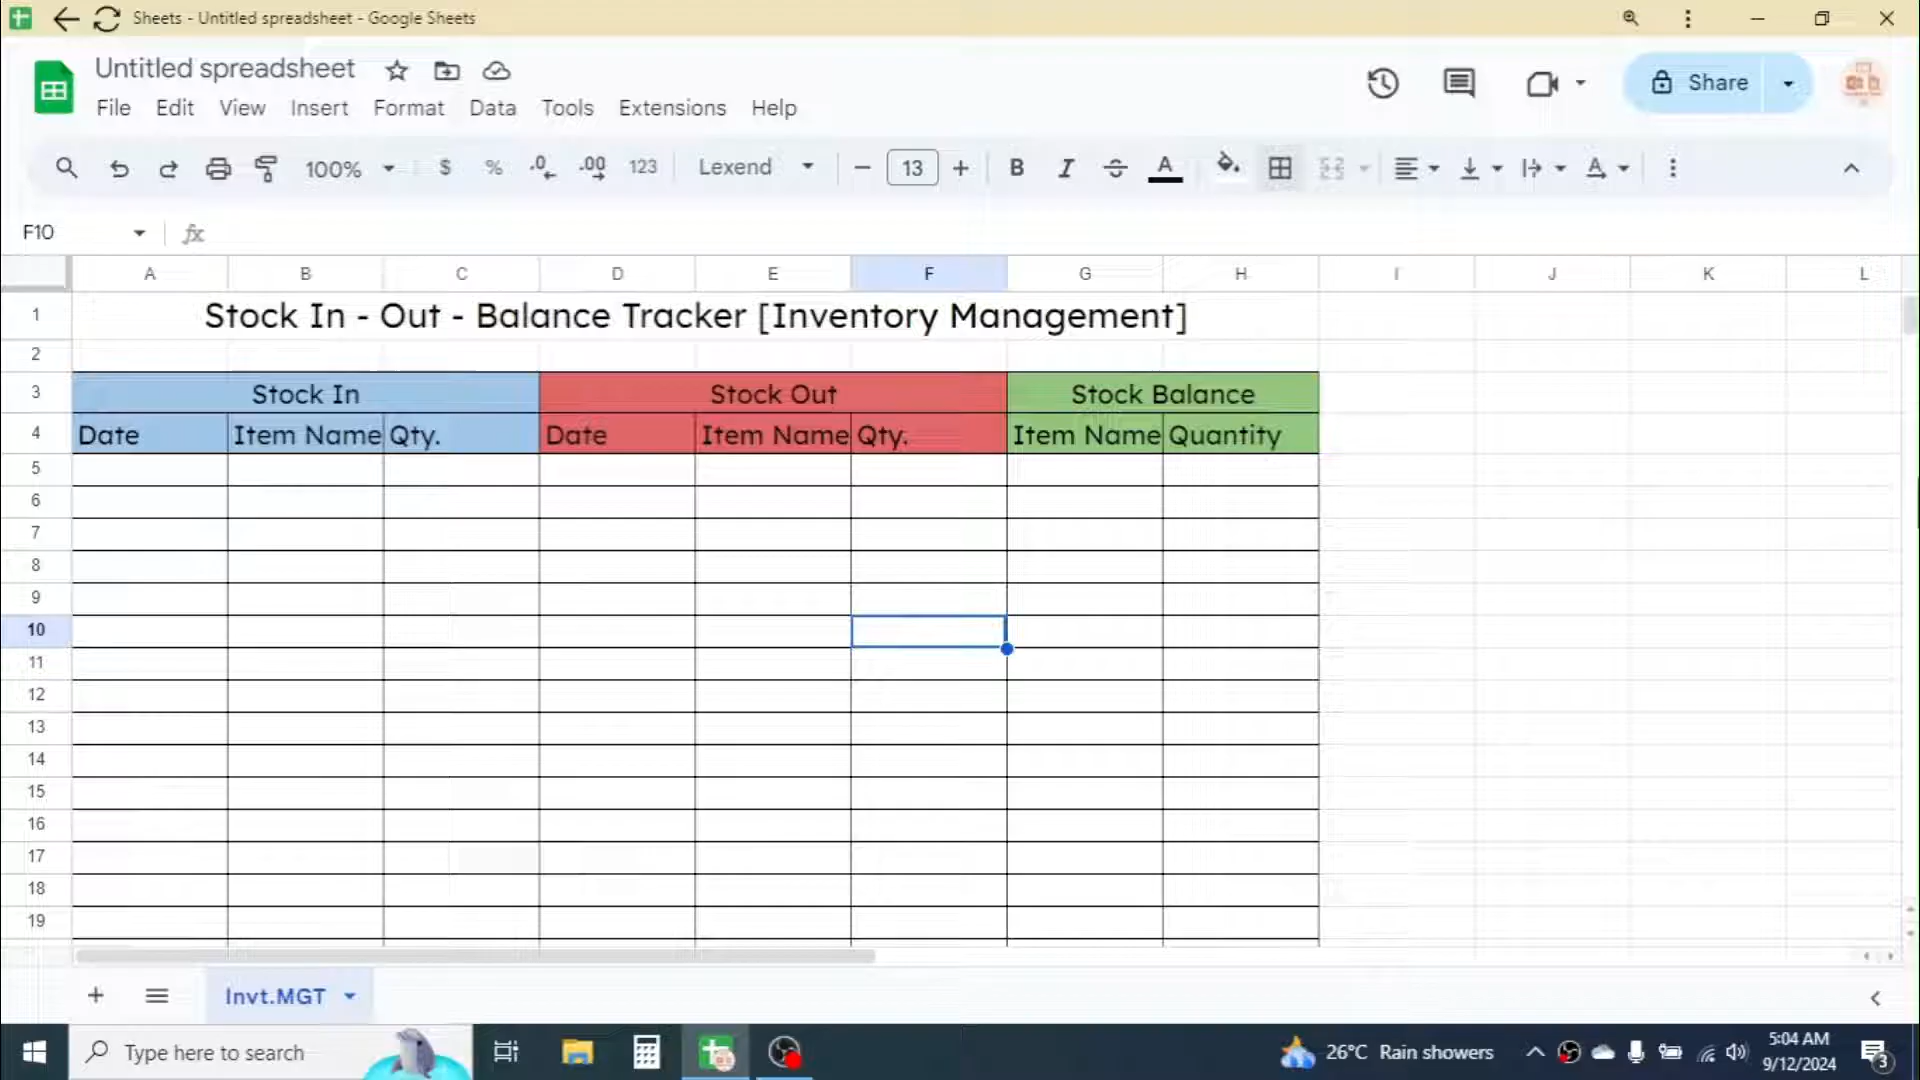 Sheets - Untitled spreadsheet - Google Sheets
Untitled spreadsheet
File Edit View Insert Format Data Tools Extensions Help
Share
100% $ % .0 .00 123 Lexend 13 B I A
F10 fx
A B C D E F G H I J K L
1 Stock In - Out - Balance Tracker [Inventory Management]
2
3 Stock In Stock Out Stock Balance
4 Date Item Name Qty. Date Item Name Qty. Item Name Quantity
5
6
7
8
9
10
11
12
13
14
15
16
17
18
19
Invt.MGT
Type here to search
26°C Rain showers
5:04 AM
9/12/2024
3